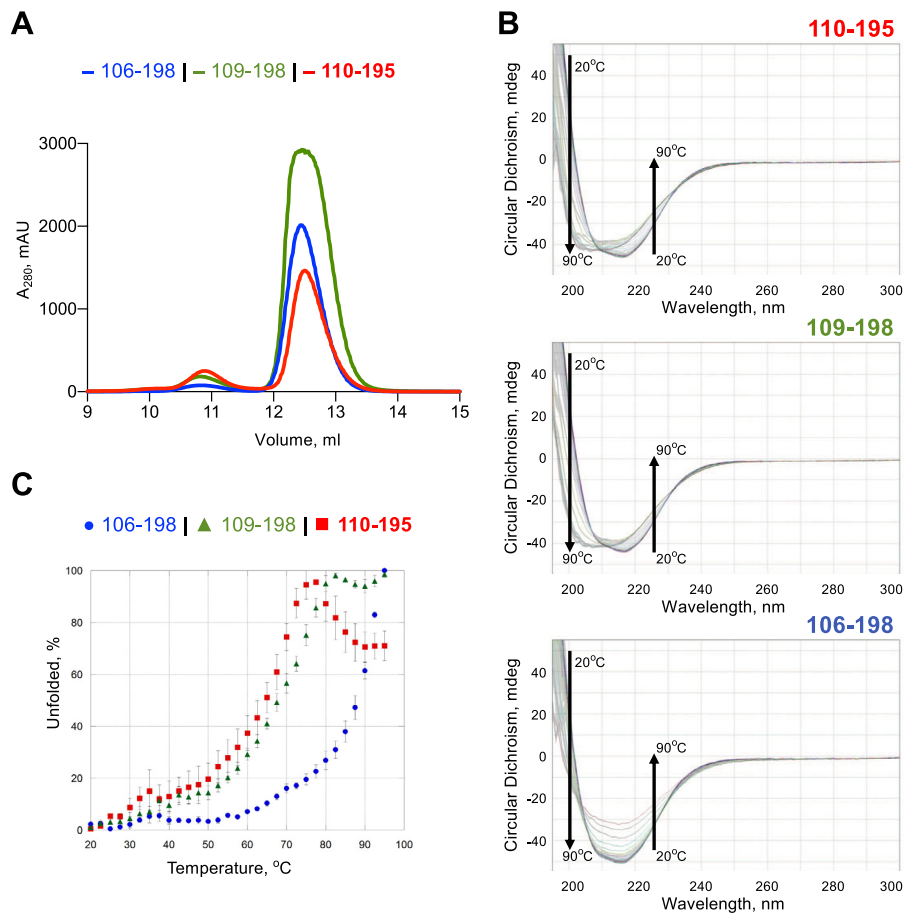 A
106-198 | 109-198 | 110-195
3000
2000
1000
0
A280, mAU
9 10 11 12 13 14 15
Volume, ml
B
110-195
40
20
0
-20
-40
Circular Dichroism, mdeg
20°C
90°C
90°C
20°C
200 220 240 260 280 300
Wavelength, nm
109-198
40
20
0
-20
-40
Circular Dichroism, mdeg
20°C
90°C
90°C
20°C
200 220 240 260 280 300
Wavelength, nm
106-198
40
20
0
-20
-40
Circular Dichroism, mdeg
20°C
90°C
90°C
20°C
200 220 240 260 280 300
Wavelength, nm
C
106-198 | 109-198 | 110-195
100
80
60
40
20
0
Unfolded, %
20 30 40 50 60 70 80 90 100
Temperature, °C